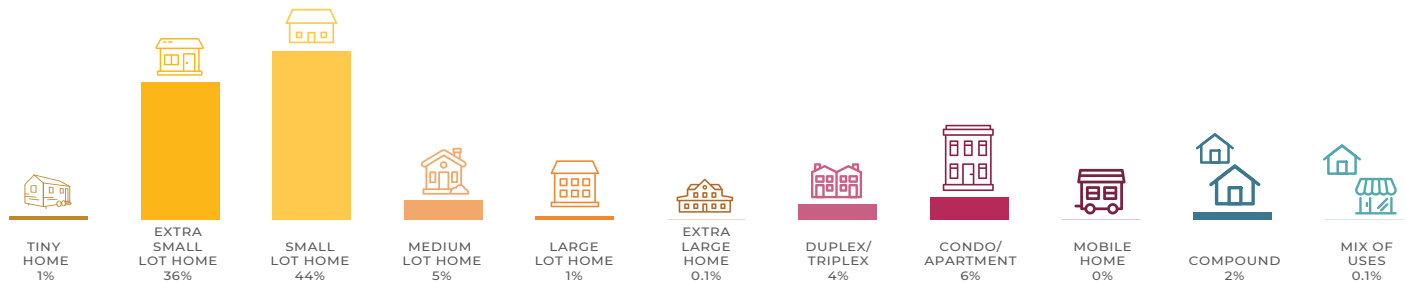 TINY
HOME
1%
EXTRA
SMALL
LOT HOME
36%
SMALL
LOT HOME
44%
MEDIUM
LOT HOME
5%
LARGE
LOT HOME
1%
EXTRA
LARGE
HOME
0.1%
DUPLEX/
TRIPLEX
4%
CONDO/
APARTMENT
6%
MOBILE
HOME
0%
COMPOUND
2%
MIX OF
USES
0.1%